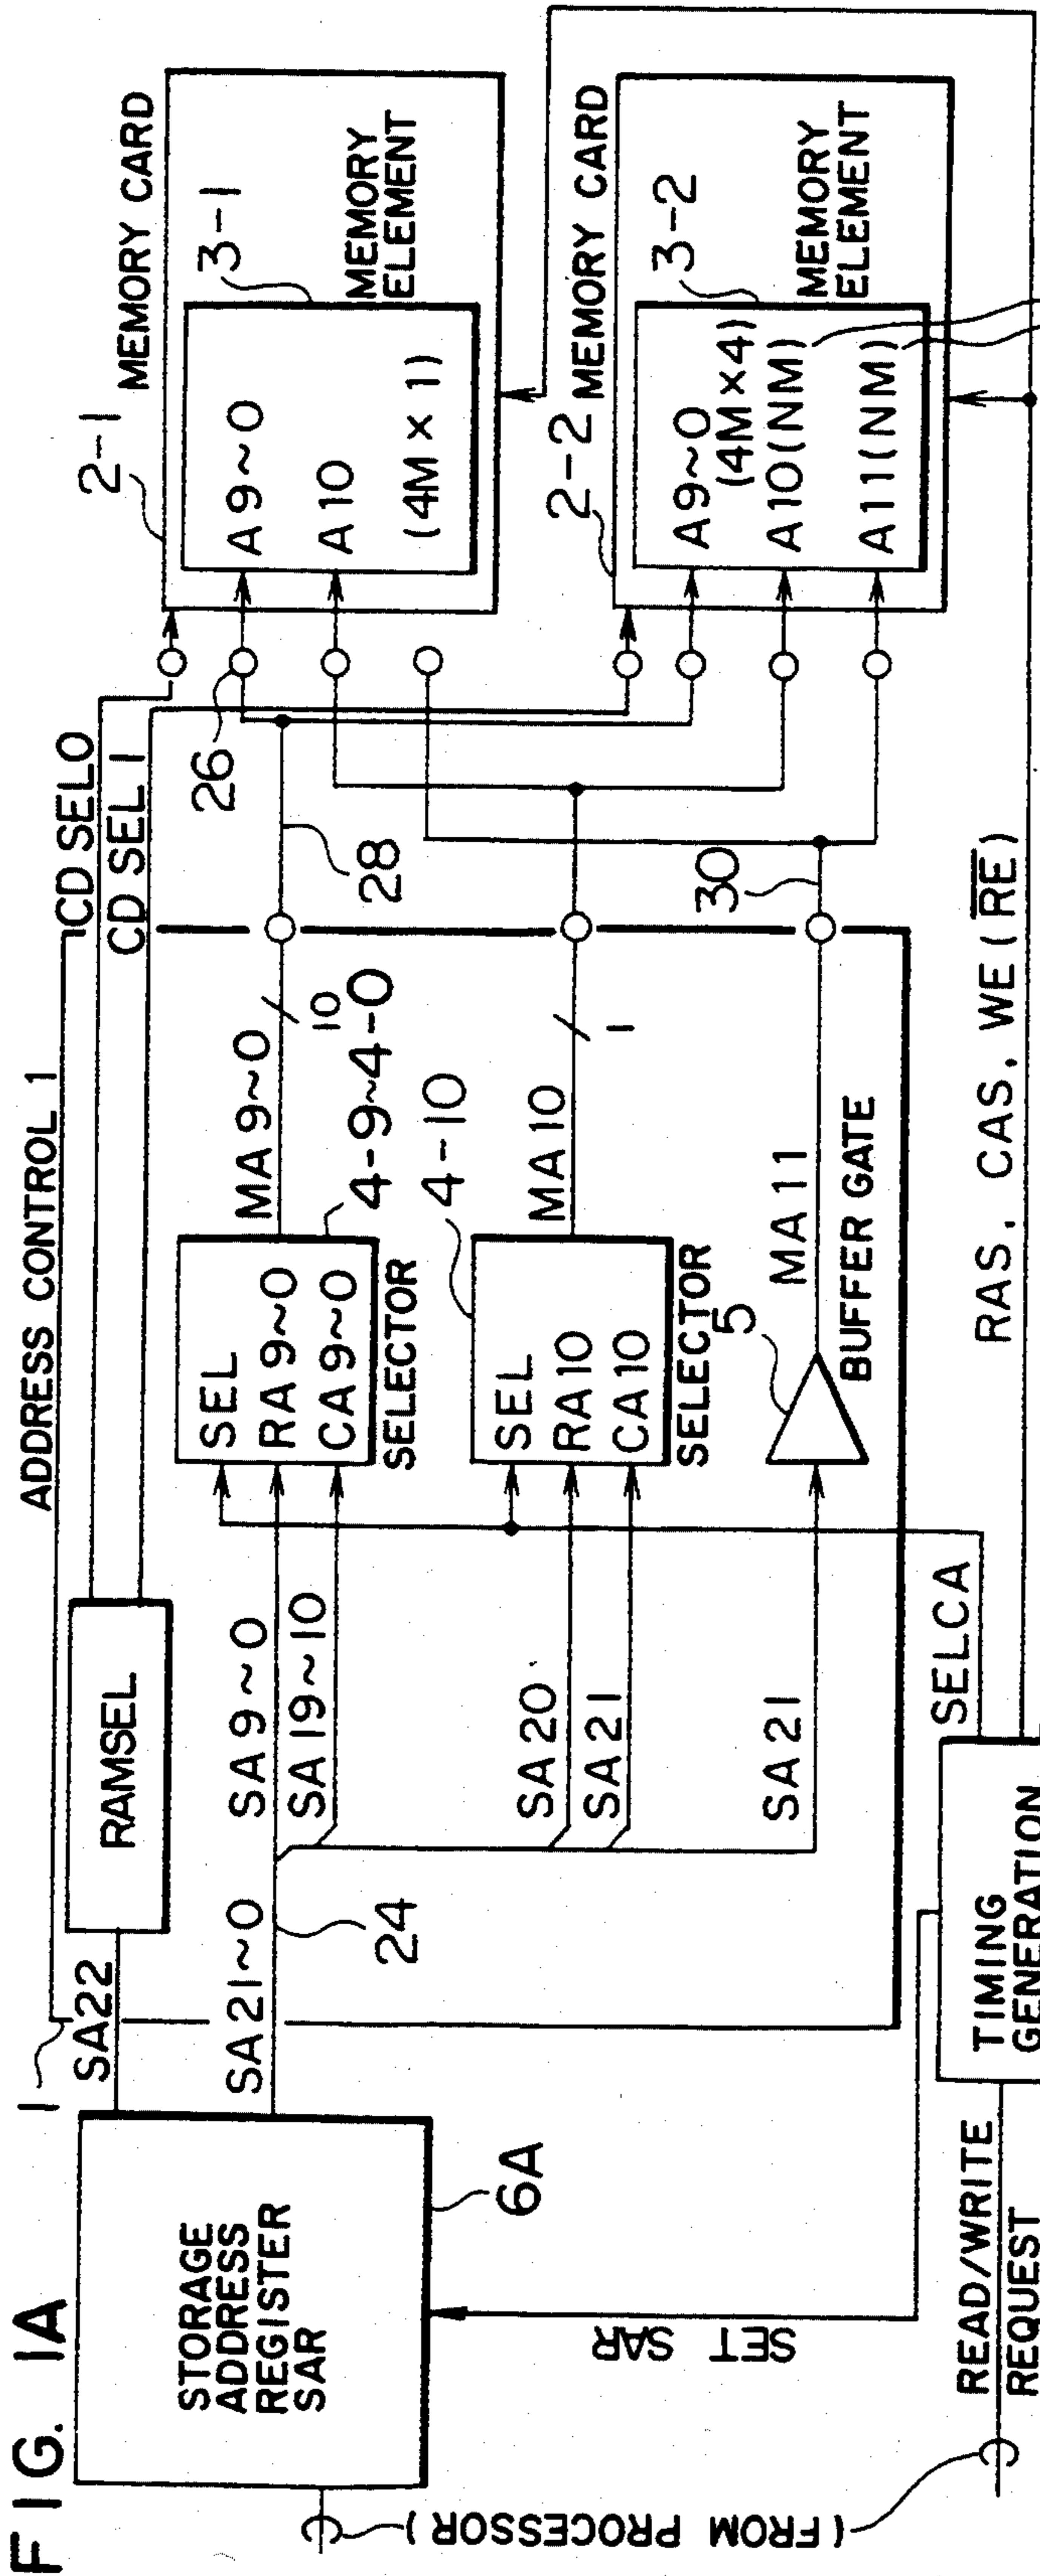 FIG. 1A
ADDRESS CONTROL 1
1
SA22
RAMSEL
CD SEL0
CD SEL 1
2-1
MEMORY CARD
3-1
A9~0
A10
(4M × 1)
MEMORY
ELEMENT
26
STORAGE
ADDRESS
REGISTER
SAR
6A
SA21~0
24
SA9~0
SA19~10
SEL
RA9~0
CA9~0
SELECTOR
MA9~0
10
4-9~4-0
28
SA20
SA21
SEL
RA10
CA10
SELECTOR
4-10
MA10
1
SA21
5
MA11
BUFFER GATE
30
2-2
MEMORY CARD
3-2
A9~0
(4M×4)
A10(NM)
A11(NM)
MEMORY
ELEMENT
SET SAR
SELCA
RAS, CAS, WE(RE)
(FROM PROCESSOR)
READ/WRITE
REQUEST
TIMING
GENERATION